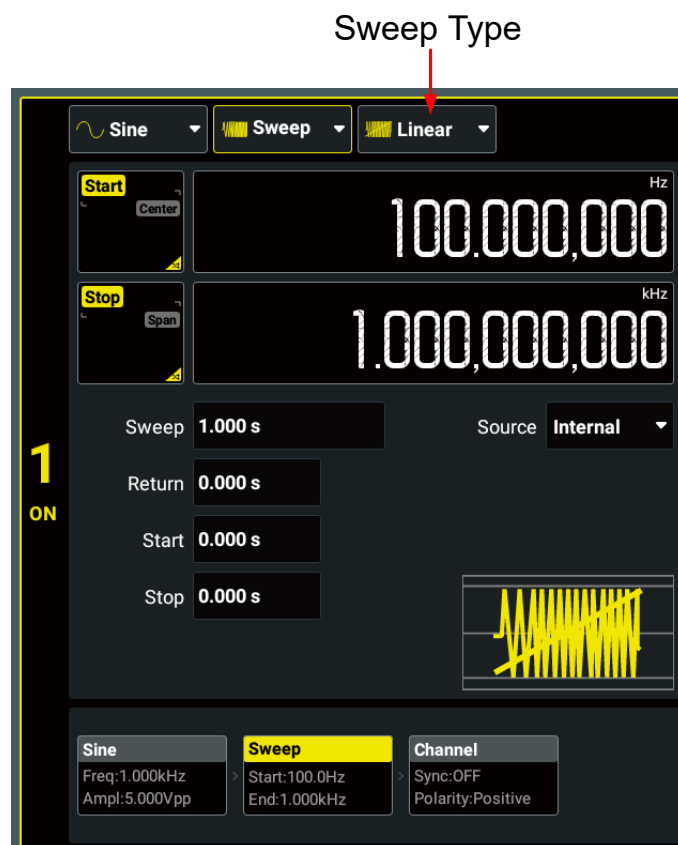 Sweep Type
Sine Sweep Linear
Start Hz
Center
100.000,000
Stop kHz
Span
1.000,000,000
Sweep 1.000 s Source Internal
1
Return 0.000 s
ON
Start 0.000 s
Stop 0.000 s
Sine Sweep Channel
Freq:1.000kHz > Start:100.0Hz > Sync:OFF
Ampl:5.000Vpp End:1.000kHz Polarity:Positive